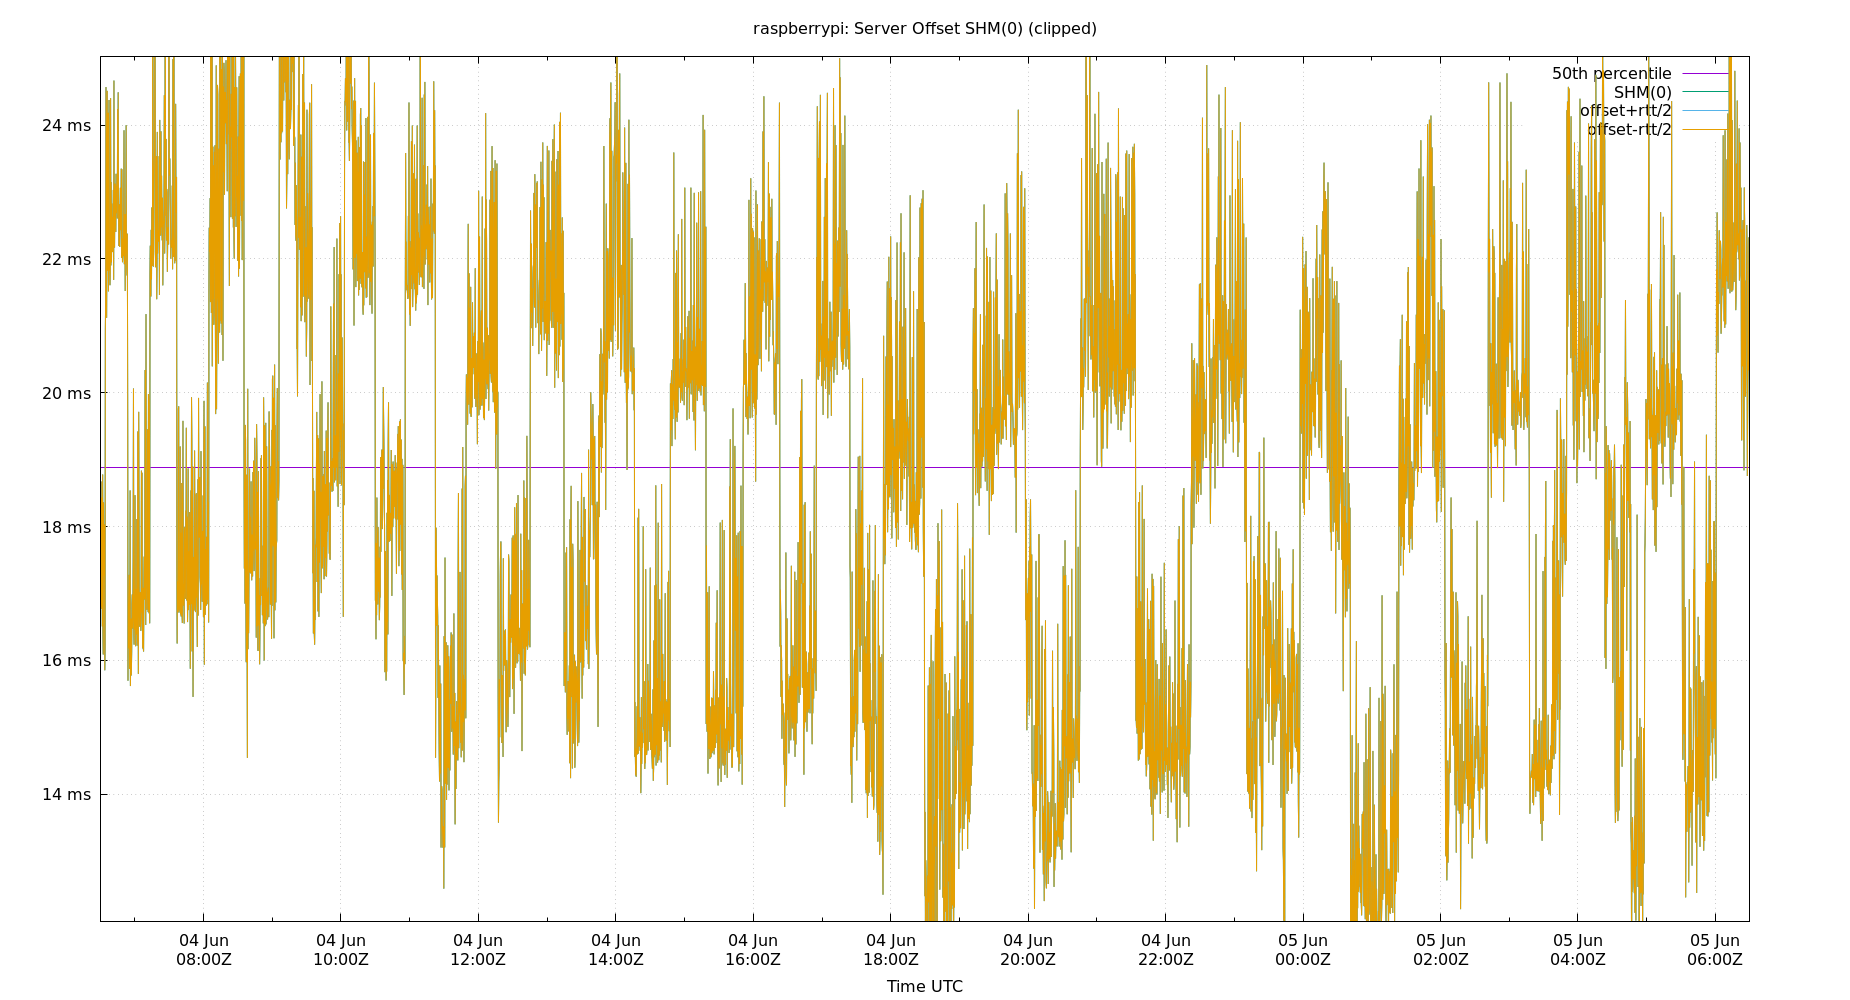 raspberrypi: Server Offset SHM(0) (clipped)
50th percentile
SHM(0)
offset+rtt/2
offset-rtt/2
24 ms
22 ms
20 ms
18 ms
16 ms
14 ms
04 Jun 04 Jun 04 Jun 04 Jun 04 Jun 04 Jun 04 Jun 04 Jun 05 Jun 05 Jun 05 Jun 05 Jun
08:00Z 10:00Z 12:00Z 14:00Z 16:00Z 18:00Z 20:00Z 22:00Z 00:00Z 02:00Z 04:00Z 06:00Z
Time UTC